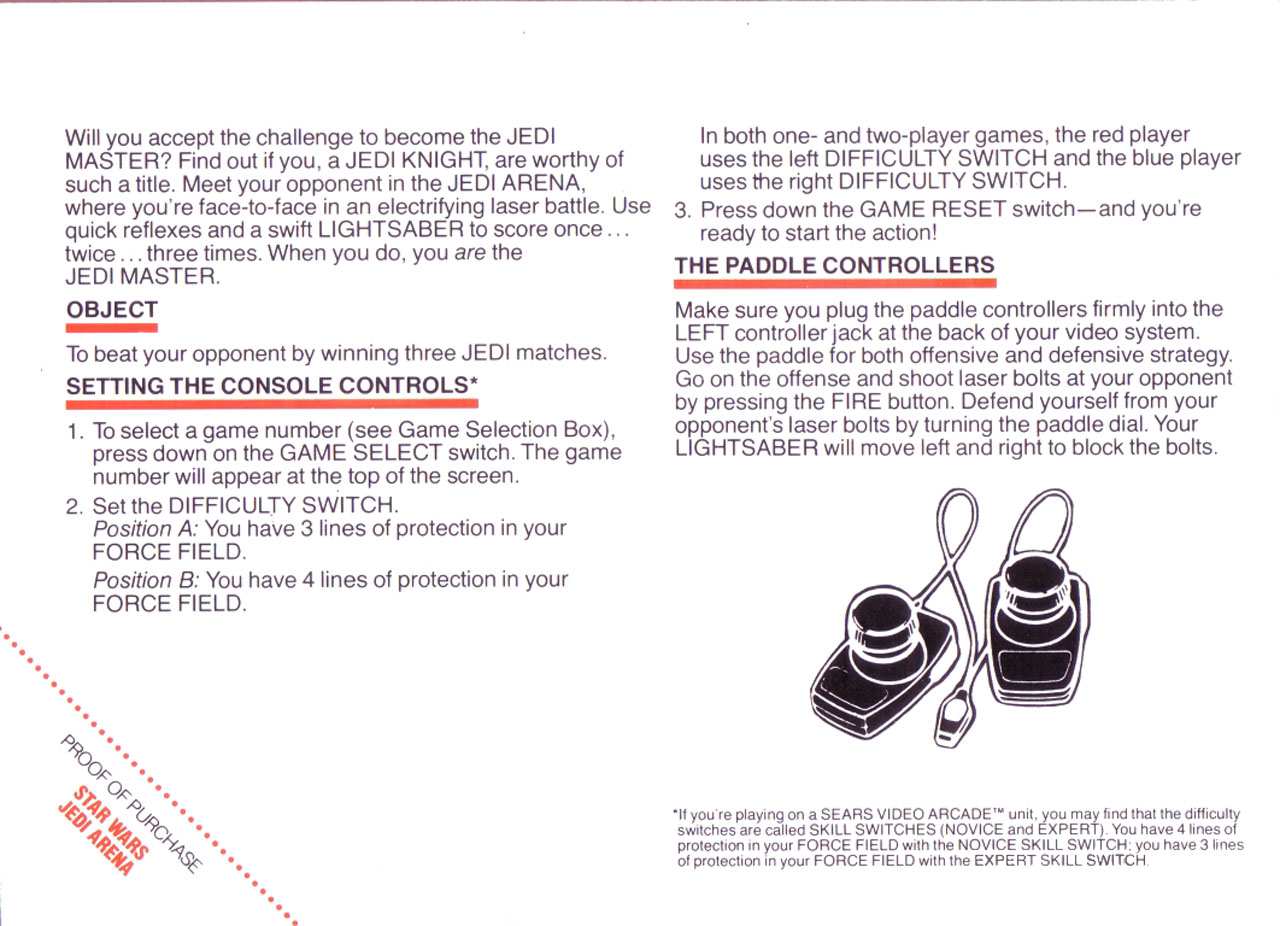 Will you accept the challenge to become the JEDI
MASTER? Find out if you, a JEDI KNIGHT, are worthy of
such a title. Meet your opponent in the JEDI ARENA,
where you're face-to-face in an electrifying laser battle. Use
quick reflexes and a swift LIGHTSABER to score once...
twice...three times. When you do, you are the
JEDI MASTER.
OBJECT
To beat your opponent by winning three JEDI matches.
SETTING THE CONSOLE CONTROLS*
1. To select a game number (see Game Selection Box),
press down on the GAME SELECT switch. The game
number will appear at the top of the screen.
2. Set the DIFFICULTY SWITCH.
Position A: You have 3 lines of protection in your
FORCE FIELD.
Position B: You have 4 lines of protection in your
FORCE FIELD.
PROOF OF PURCHASE
STAR WARS
JEDI ARENA
In both one- and two-player games, the red player
uses the left DIFFICULTY SWITCH and the blue player
uses the right DIFFICULTY SWITCH.
3. Press down the GAME RESET switch—and you're
ready to start the action!
THE PADDLE CONTROLLERS
Make sure you plug the paddle controllers firmly into the
LEFT controller jack at the back of your video system.
Use the paddle for both offensive and defensive strategy.
Go on the offense and shoot laser bolts at your opponent
by pressing the FIRE button. Defend yourself from your
opponent's laser bolts by turning the paddle dial. Your
LIGHTSABER will move left and right to block the bolts.
*If you're playing on a SEARS VIDEO ARCADE™ unit, you may find that the difficulty
switches are called SKILL SWITCHES (NOVICE and EXPERT). You have 4 lines of
protection in your FORCE FIELD with the NOVICE SKILL SWITCH; you have 3 lines
of protection in your FORCE FIELD with the EXPERT SKILL SWITCH.